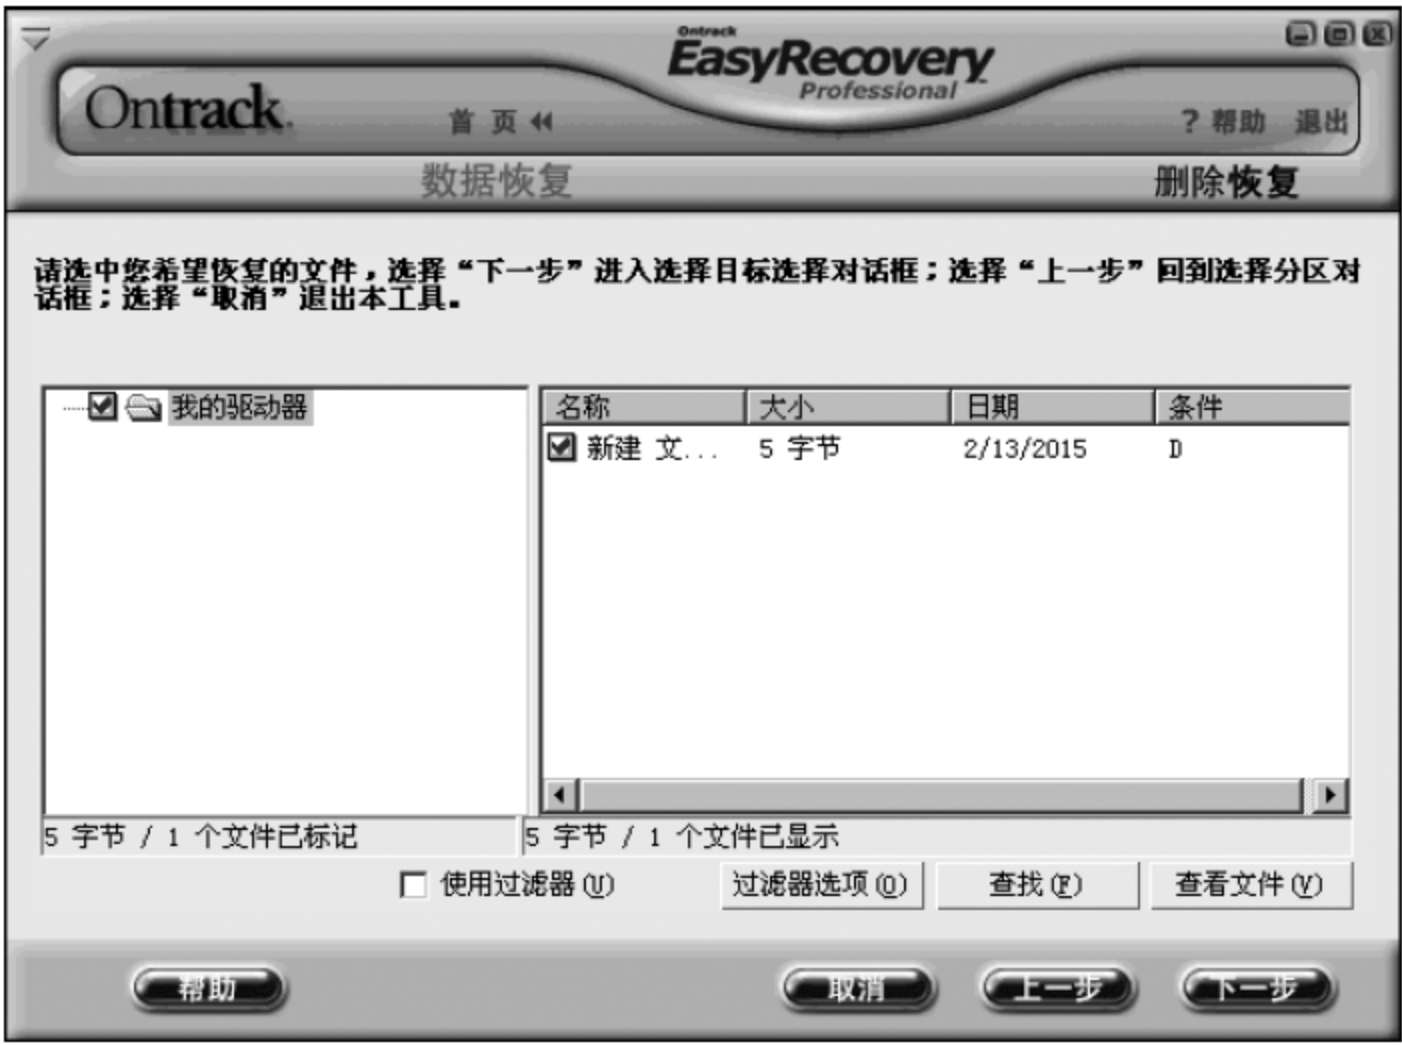 Ontrack
EasyRecovery
Professional
Ontrack.
首 页
? 帮助 退出
数据恢复
删除恢复
请选中您希望恢复的文件，选择“下一步”进入选择目标选择对话框；选择“上一步”回到选择分区对
话框；选择“取消”退出本工具。
我的驱动器
名称 大小 日期 条件
新建 文... 5 字节 2/13/2015 D
5 字节 / 1 个文件已标记 5 字节 / 1 个文件已显示
使用过滤器(U) 过滤器选项(O) 查找(F) 查看文件(V)
帮助 取消 上一步 下一步